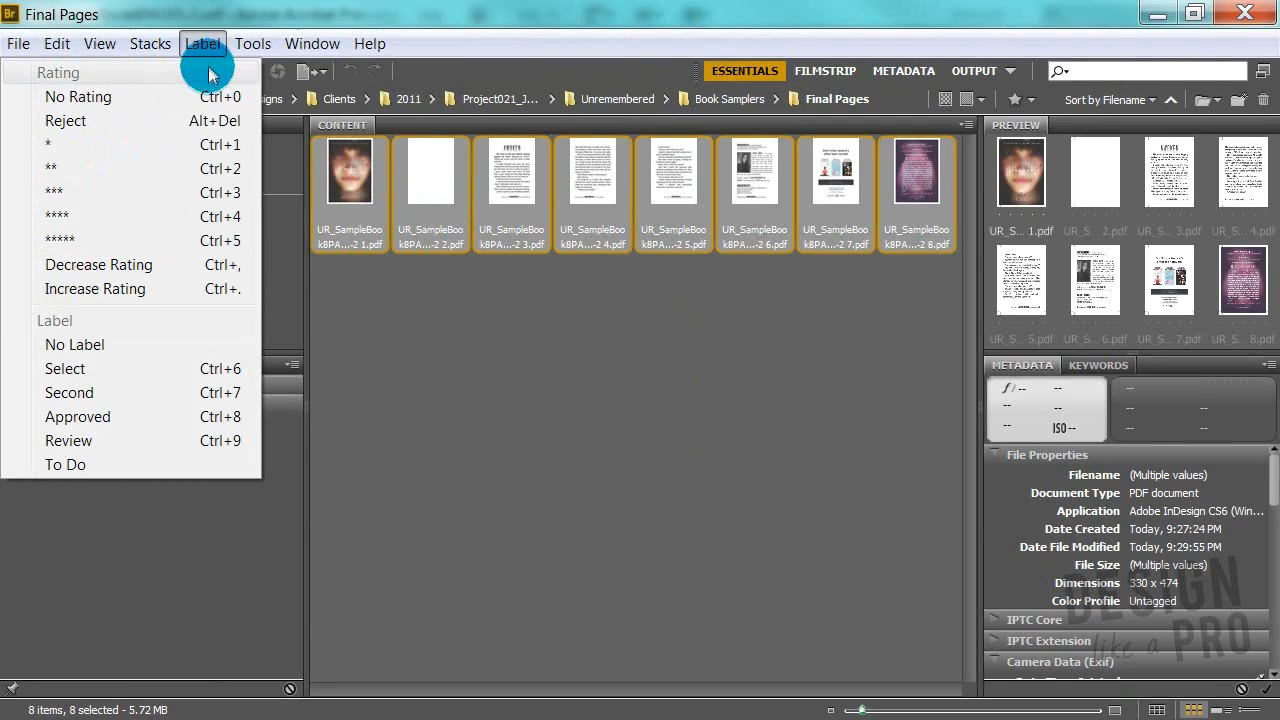 Br Final Pages
File Edit View Stacks Label Tools Window Help
Rating
No Rating Ctrl+0
Reject Alt+Del
* Ctrl+1
** Ctrl+2
*** Ctrl+3
**** Ctrl+4
***** Ctrl+5
Decrease Rating Ctrl+,
Increase Rating Ctrl+.
Label
No Label
Select Ctrl+6
Second Ctrl+7
Approved Ctrl+8
Review Ctrl+9
To Do
ESSENTIALS FILMSTRIP METADATA OUTPUT
igns Clients 2011 Project021_J... Unremembered Book Samplers Final Pages
Sort by Filename
CONTENT
UR_SampleBoo UR_SampleBoo UR_SampleBoo UR_SampleBoo UR_SampleBoo UR_SampleBoo UR_SampleBoo UR_SampleBoo
k8PA...-2 1.pdf k8PA...-2 2.pdf k8PA...-2 3.pdf k8PA...-2 4.pdf k8PA...-2 5.pdf k8PA...-2 6.pdf k8PA...-2 7.pdf k8PA...-2 8.pdf
PREVIEW
UR_S... 1.pdf UR_S... 2.pdf UR_S... 3.pdf UR_S... 4.pdf
UR_S... 5.pdf UR_S... 6.pdf UR_S... 7.pdf UR_S... 8.pdf
METADATA KEYWORDS
f/-- -- --
-- -- -- --
-- ISO-- -- --
File Properties
Filename (Multiple values)
Document Type PDF document
Application Adobe InDesign CS6 (Win...
Date Created Today, 9:27:24 PM
Date File Modified Today, 9:29:55 PM
File Size (Multiple values)
Dimensions 330 x 474
Color Profile Untagged
IPTC Core
IPTC Extension
Camera Data (Exif)
DESIGN
like a PRO
8 items, 8 selected - 5.72 MB